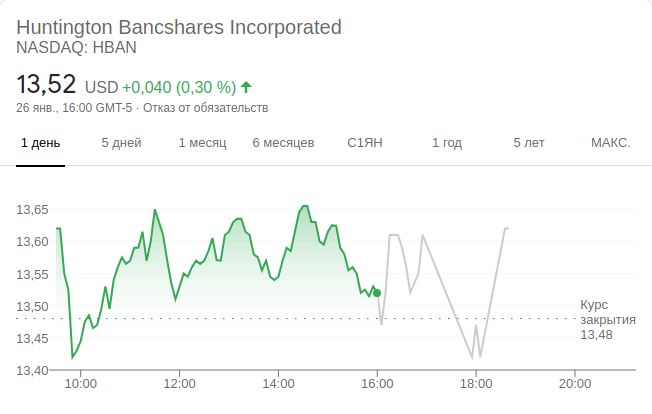 Huntington Bancshares Incorporated
NASDAQ: HBAN
13,52 USD +0,040 (0,30 %)
26 янв., 16:00 GMT-5 · Отказ от обязательств
1 день 5 дней 1 месяц 6 месяцев С1ЯН 1 год 5 лет МАКС.
13,65
13,60
13,55
13,50
Курс
закрытия
13,48
13,45
13,40
10:00 12:00 14:00 16:00 18:00 20:00